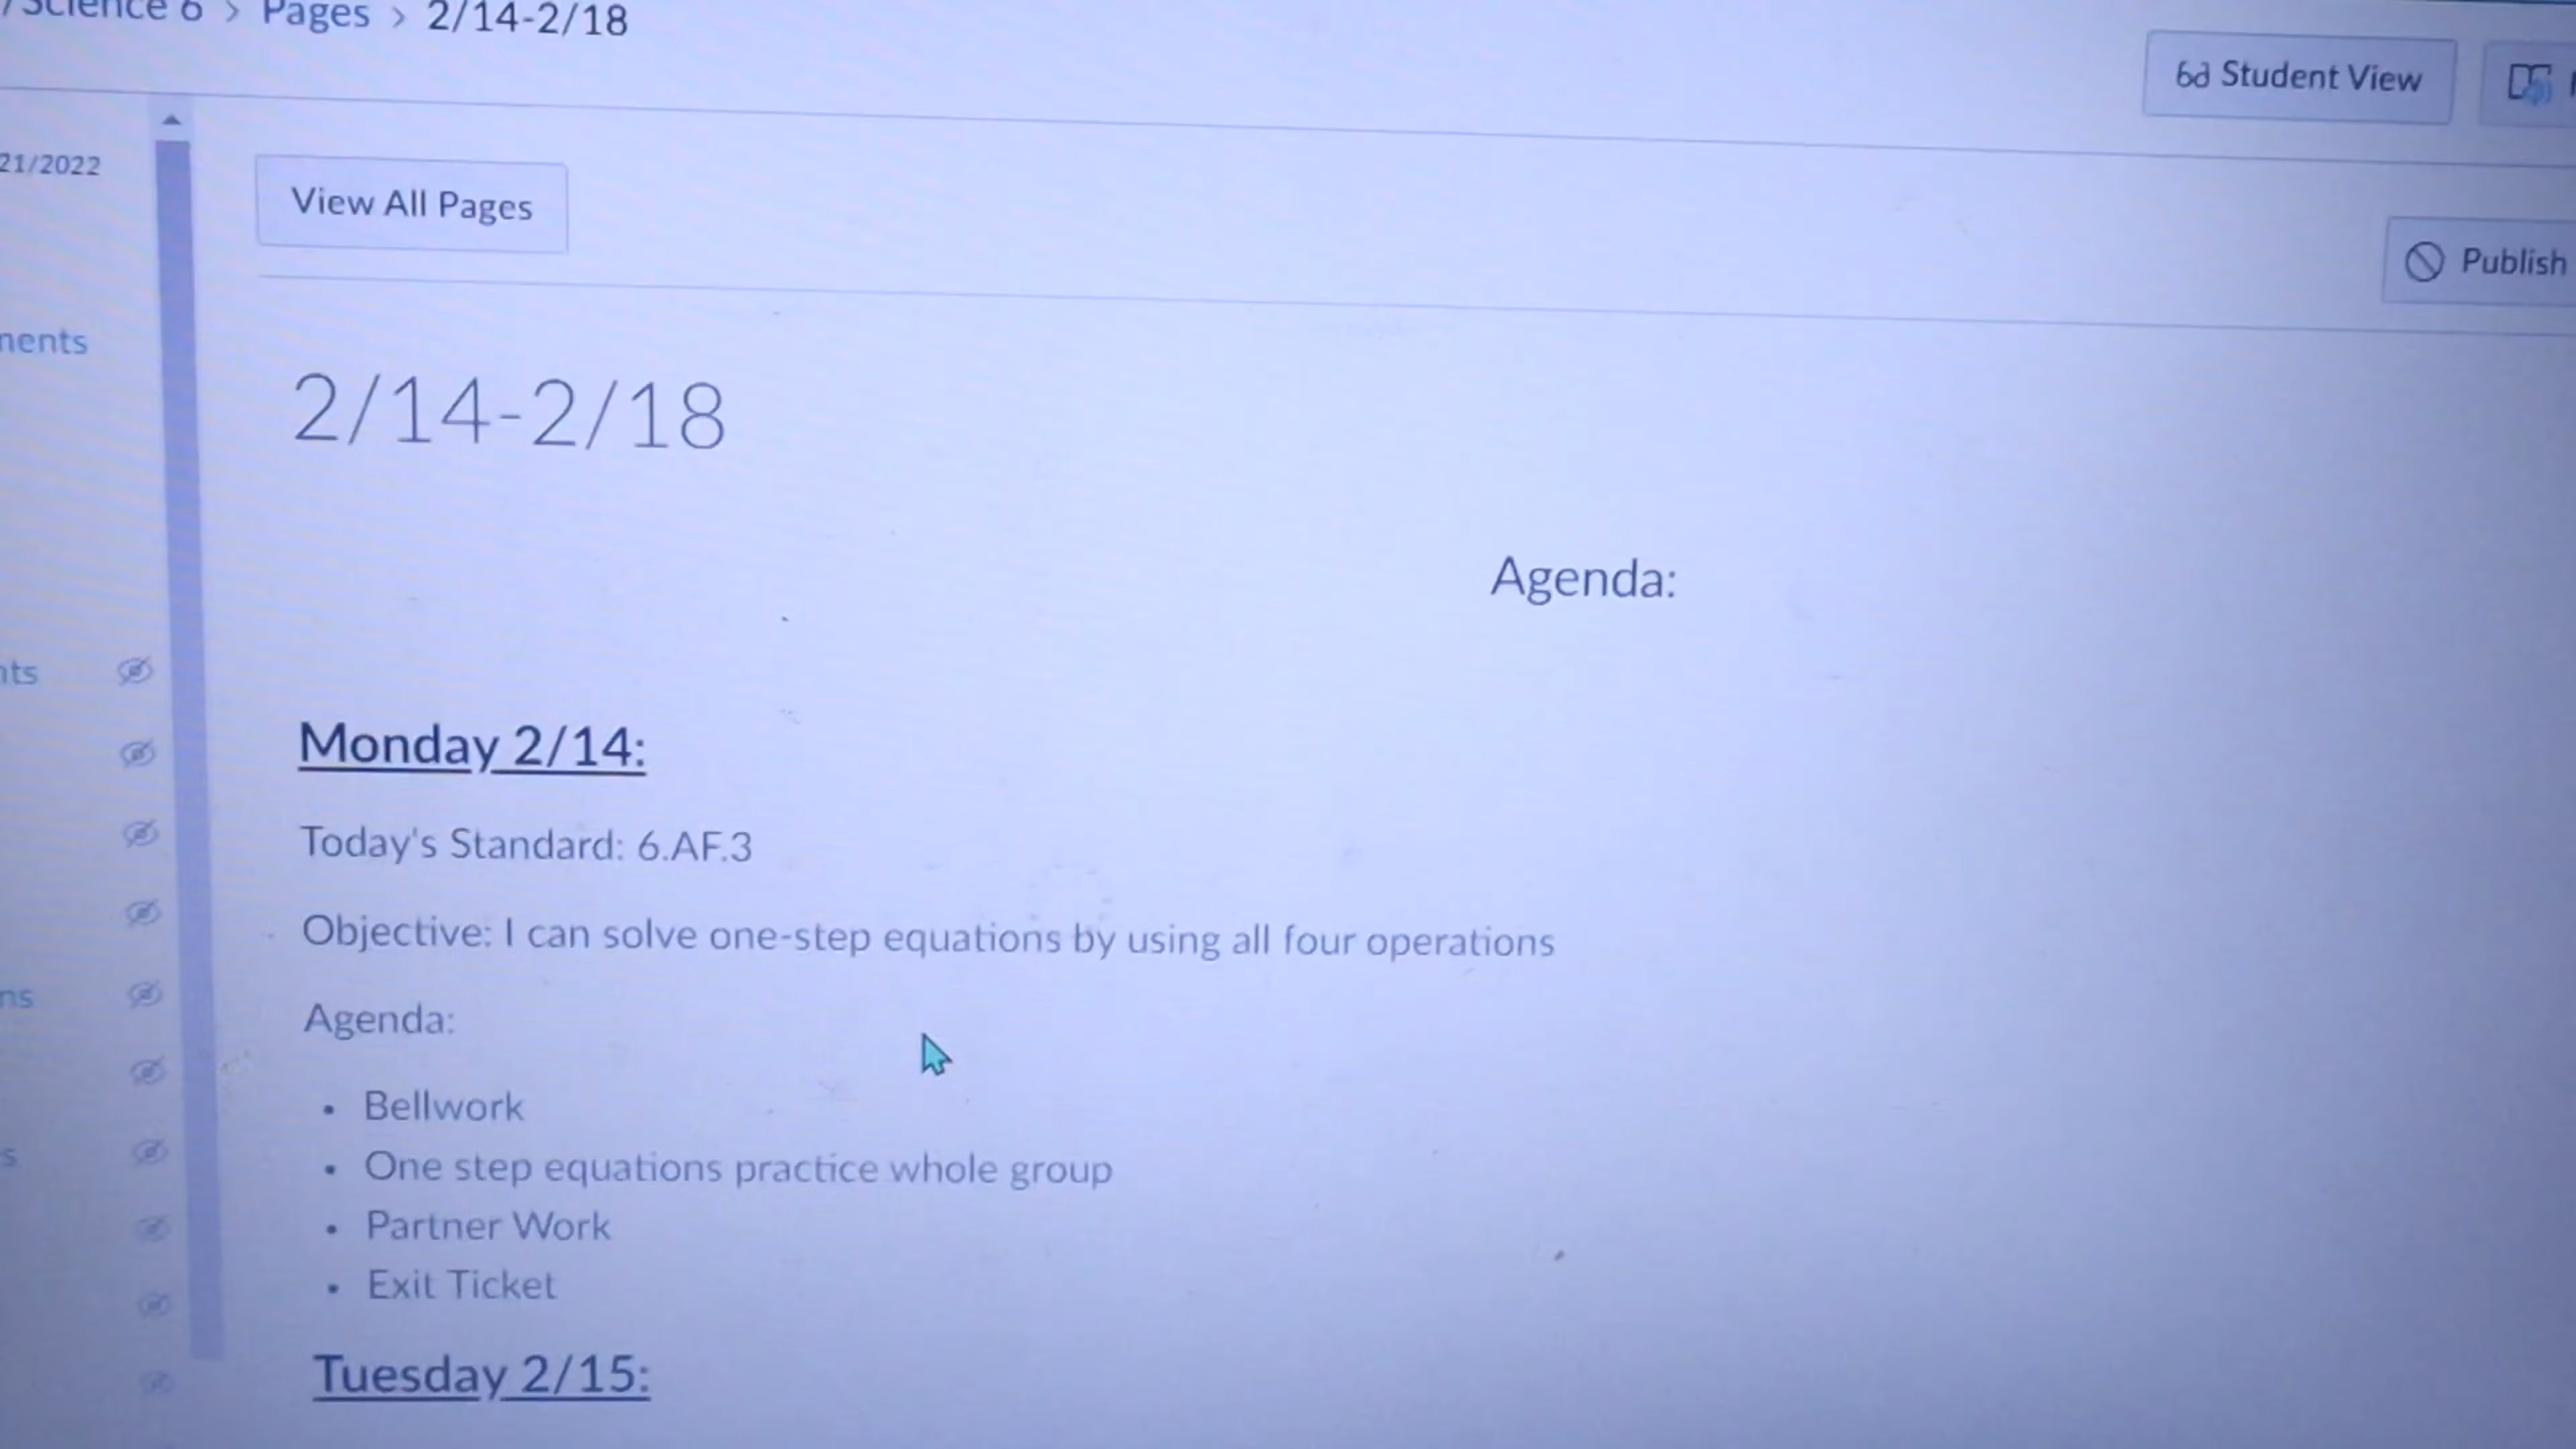 /Science 6 > Pages > 2/14-2/18
Student View
21/2022
View All Pages
Publish
2/14-2/18
Agenda:
Monday 2/14:
Today's Standard: 6.AF.3
Objective: I can solve one-step equations by using all four operations
Agenda:
• Bellwork
• One step equations practice whole group
• Partner Work
• Exit Ticket
Tuesday 2/15: